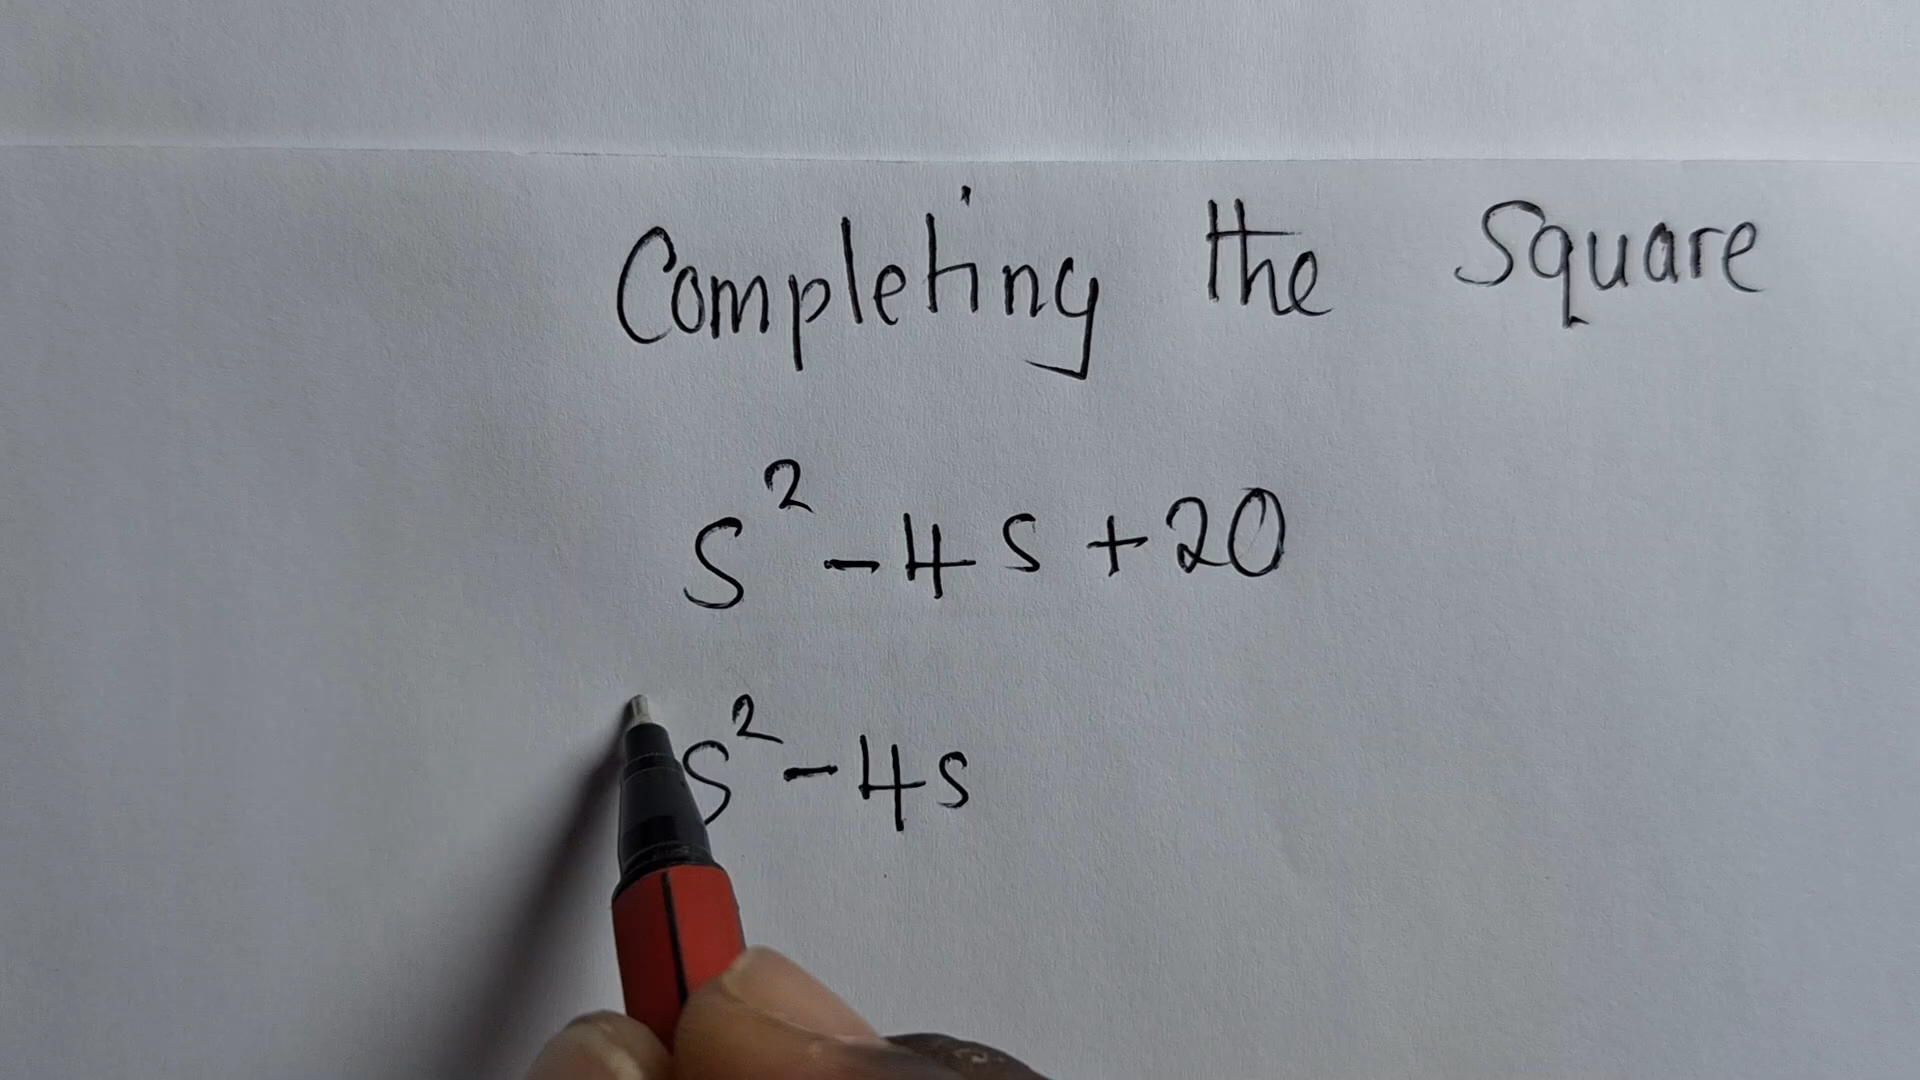 Completing the Square
s² - 4s + 20
s² - 4s